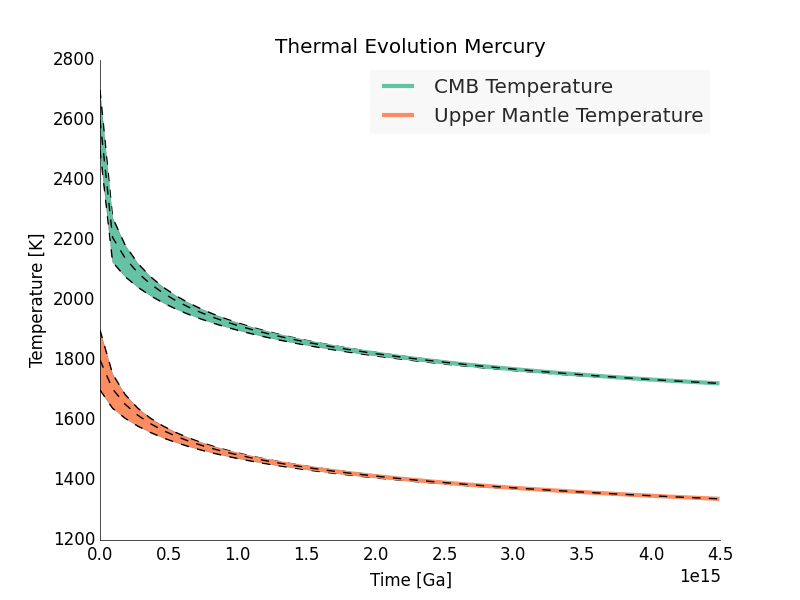 Thermal Evolution Mercury
CMB Temperature
Upper Mantle Temperature
Temperature [K]
2800
2600
2400
2200
2000
1800
1600
1400
1200
0.0 0.5 1.0 1.5 2.0 2.5 3.0 3.5 4.0 4.5
1e15
Time [Ga]